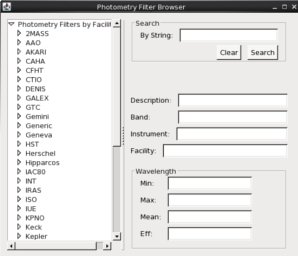 Photometry Filter Browser
Photometry Filters by Facilit
2MASS
AAO
AKARI
CAHA
CFHT
CTIO
DENIS
GALEX
GTC
Gemini
Generic
Geneva
HST
Herschel
Hipparcos
IAC80
INT
IRAS
ISO
IUE
KPNO
Keck
Kepler
Search
By String:
Clear
Search
Description:
Band:
Instrument:
Facility:
Wavelength
Min:
Max:
Mean:
Eff: